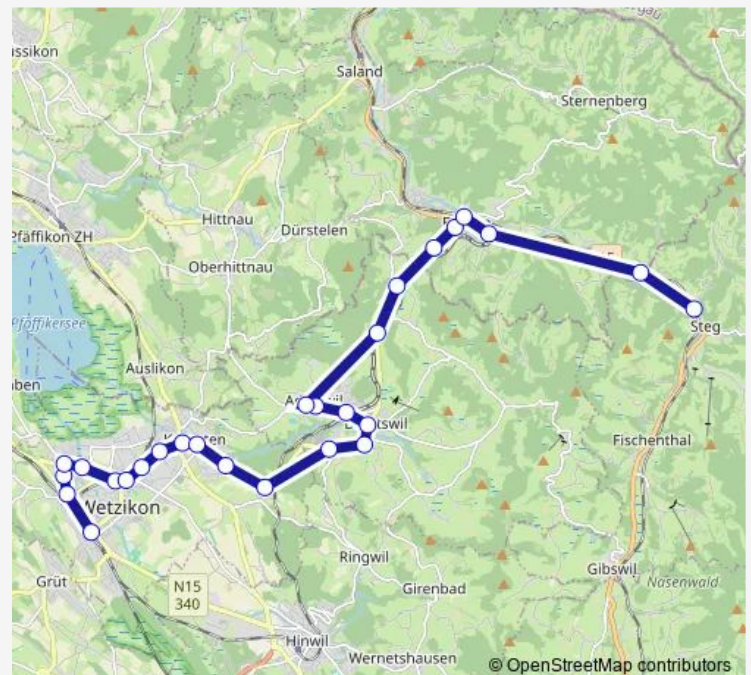 Saland
Sternenberg
Hittnau
Dürstelen
Pfäffikon ZH
Oberhittnau
Pfäffikersee
Steg
Auslikon
Fischenthal
Wetzikon
Ringwil
Gibswil
Grüt
N15
340
Girenbad
Nasenwald
Hinwil
Wernetshausen
© OpenStreetMap contributors